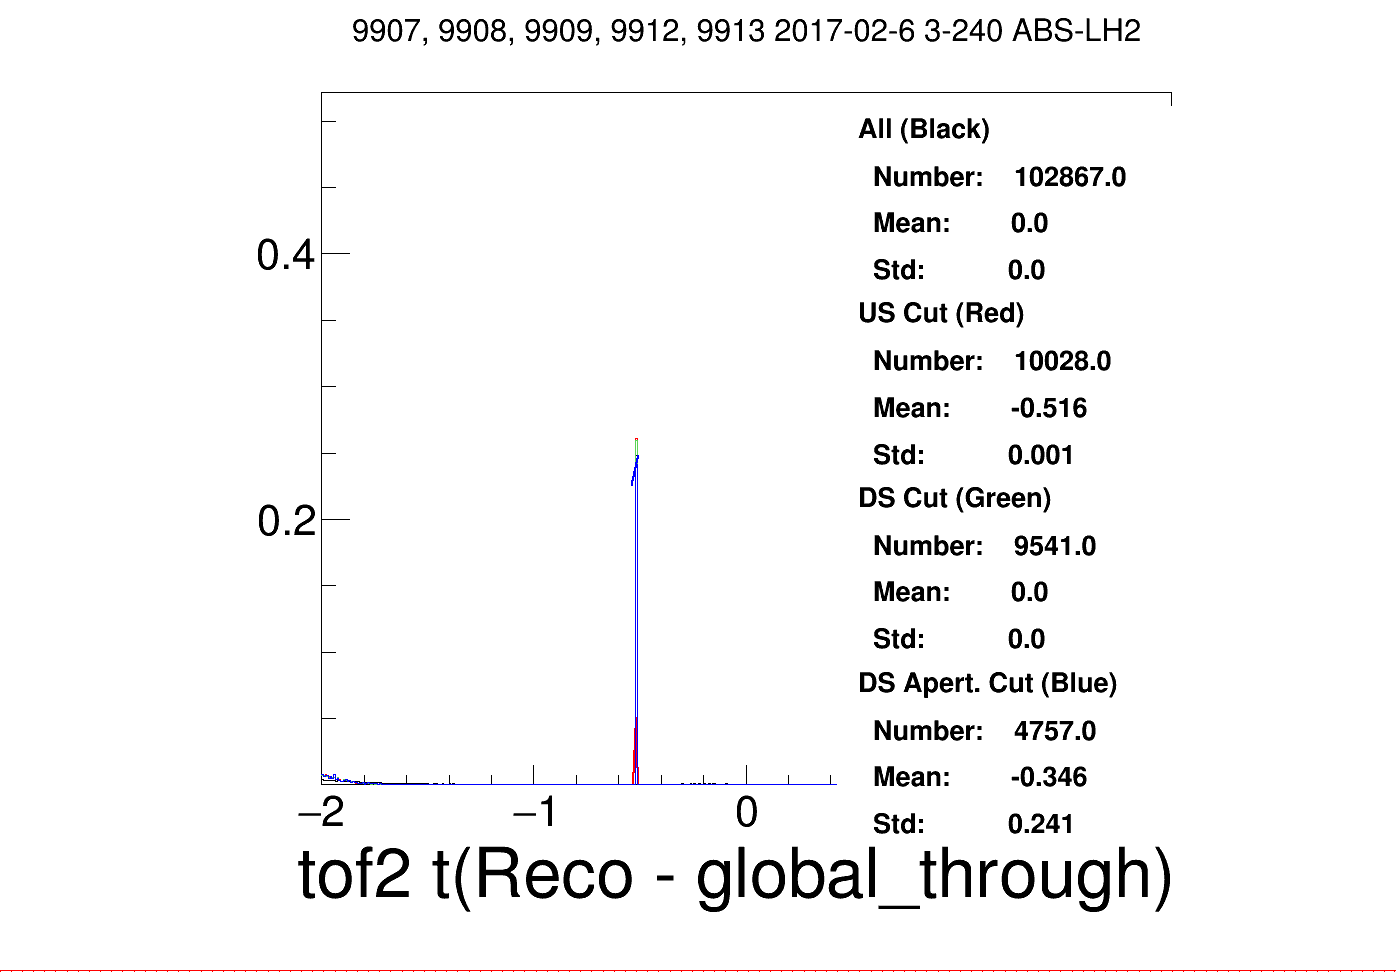 9907, 9908, 9909, 9912, 9913 2017-02-6 3-240 ABS-LH2
All (Black)
Number: 102867.0
Mean: 0.0
Std: 0.0
US Cut (Red)
Number: 10028.0
Mean: -0.516
Std: 0.001
DS Cut (Green)
Number: 9541.0
Mean: 0.0
Std: 0.0
DS Apert. Cut (Blue)
Number: 4757.0
Mean: -0.346
Std: 0.241
0.4
0.2
−2 −1 0
tof2 t(Reco - global_through)